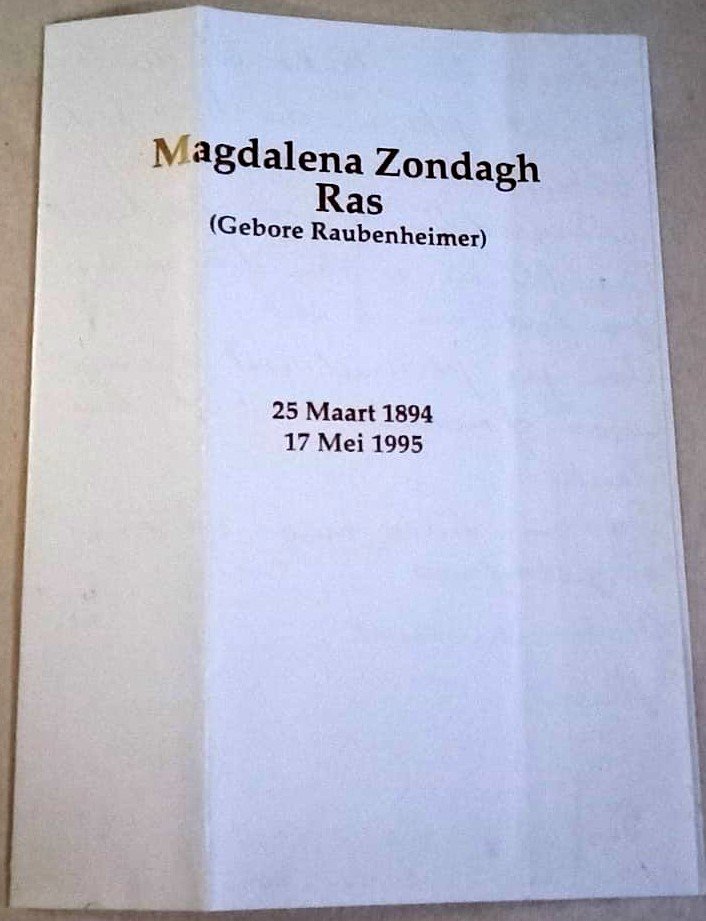 Magdalena Zondagh
Ras
(Gebore Raubenheimer)
25 Maart 1894
17 Mei 1995